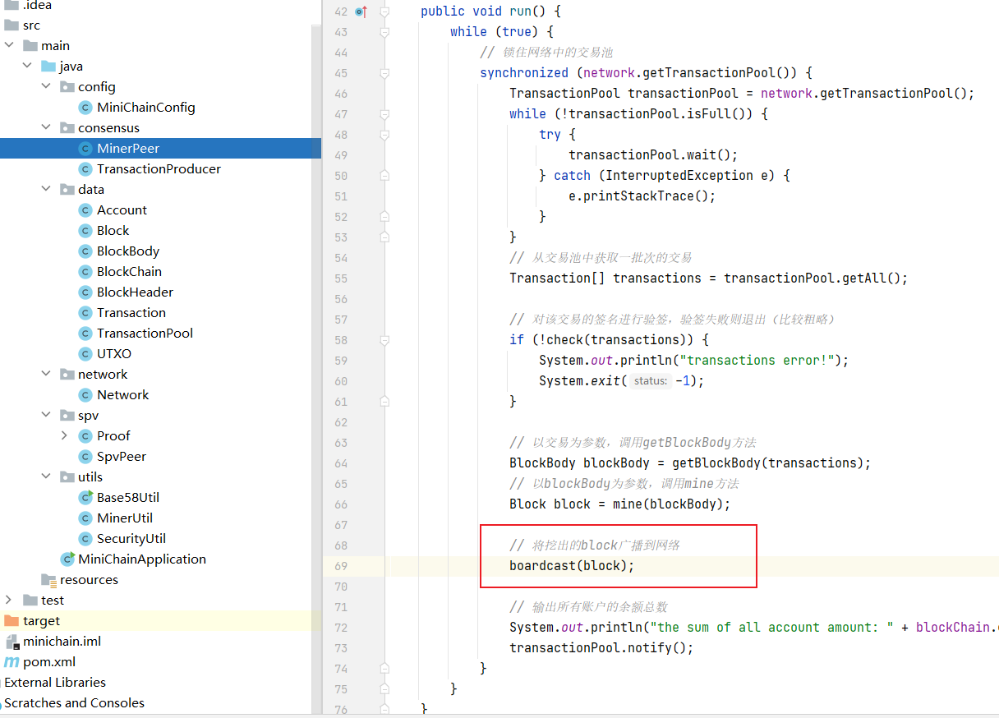 .idea
src
main
java
config
MiniChainConfig
consensus
MinerPeer
TransactionProducer
data
Account
Block
BlockBody
BlockChain
BlockHeader
Transaction
TransactionPool
UTXO
network
Network
spv
Proof
SpvPeer
utils
Base58Util
MinerUtil
SecurityUtil
MiniChainApplication
resources
test
target
minichain.iml
pom.xml
External Libraries
Scratches and Consoles
42 public void run() {
43 while (true) {
44 // 锁住网络中的交易池
45 synchronized (network.getTransactionPool()) {
46 TransactionPool transactionPool = network.getTransactionPool();
47 while (!transactionPool.isFull()) {
48 try {
49 transactionPool.wait();
50 } catch (InterruptedException e) {
51 e.printStackTrace();
52 }
53 }
54 // 从交易池中获取一批次的交易
55 Transaction[] transactions = transactionPool.getAll();
56
57 // 对该交易的签名进行验签，验签失败则退出（比较粗略）
58 if (!check(transactions)) {
59 System.out.println("transactions error!");
60 System.exit( status: -1);
61 }
62
63 // 以交易为参数，调用getBlockBody方法
64 BlockBody blockBody = getBlockBody(transactions);
65 // 以blockBody为参数，调用mine方法
66 Block block = mine(blockBody);
67
68 // 将挖出的block广播到网络
69 boardcast(block);
70
71 // 输出所有账户的余额总数
72 System.out.println("the sum of all account amount: " + blockChain.
73 transactionPool.notify();
74 }
75 }
76 }